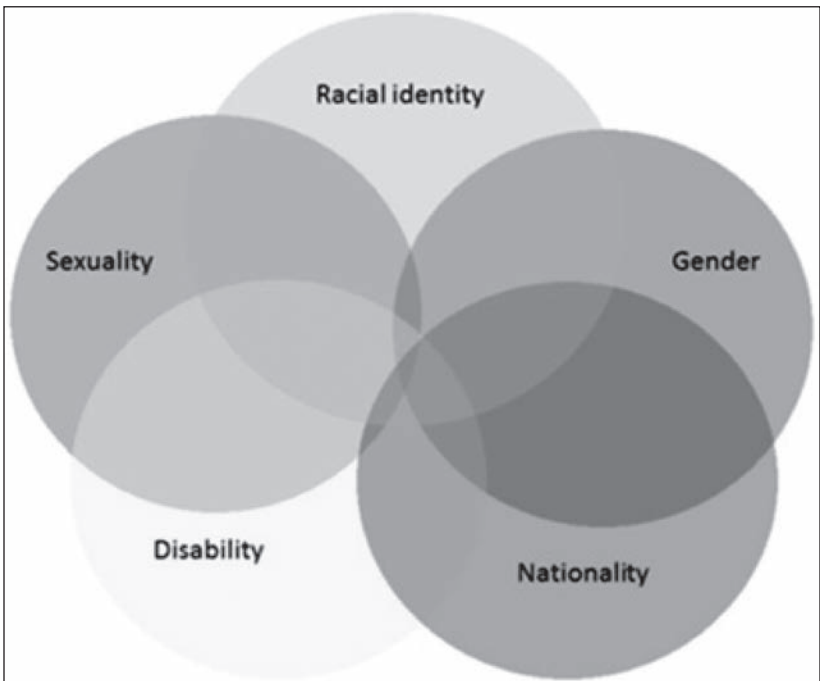 Racial identity
Sexuality
Gender
Disability
Nationality